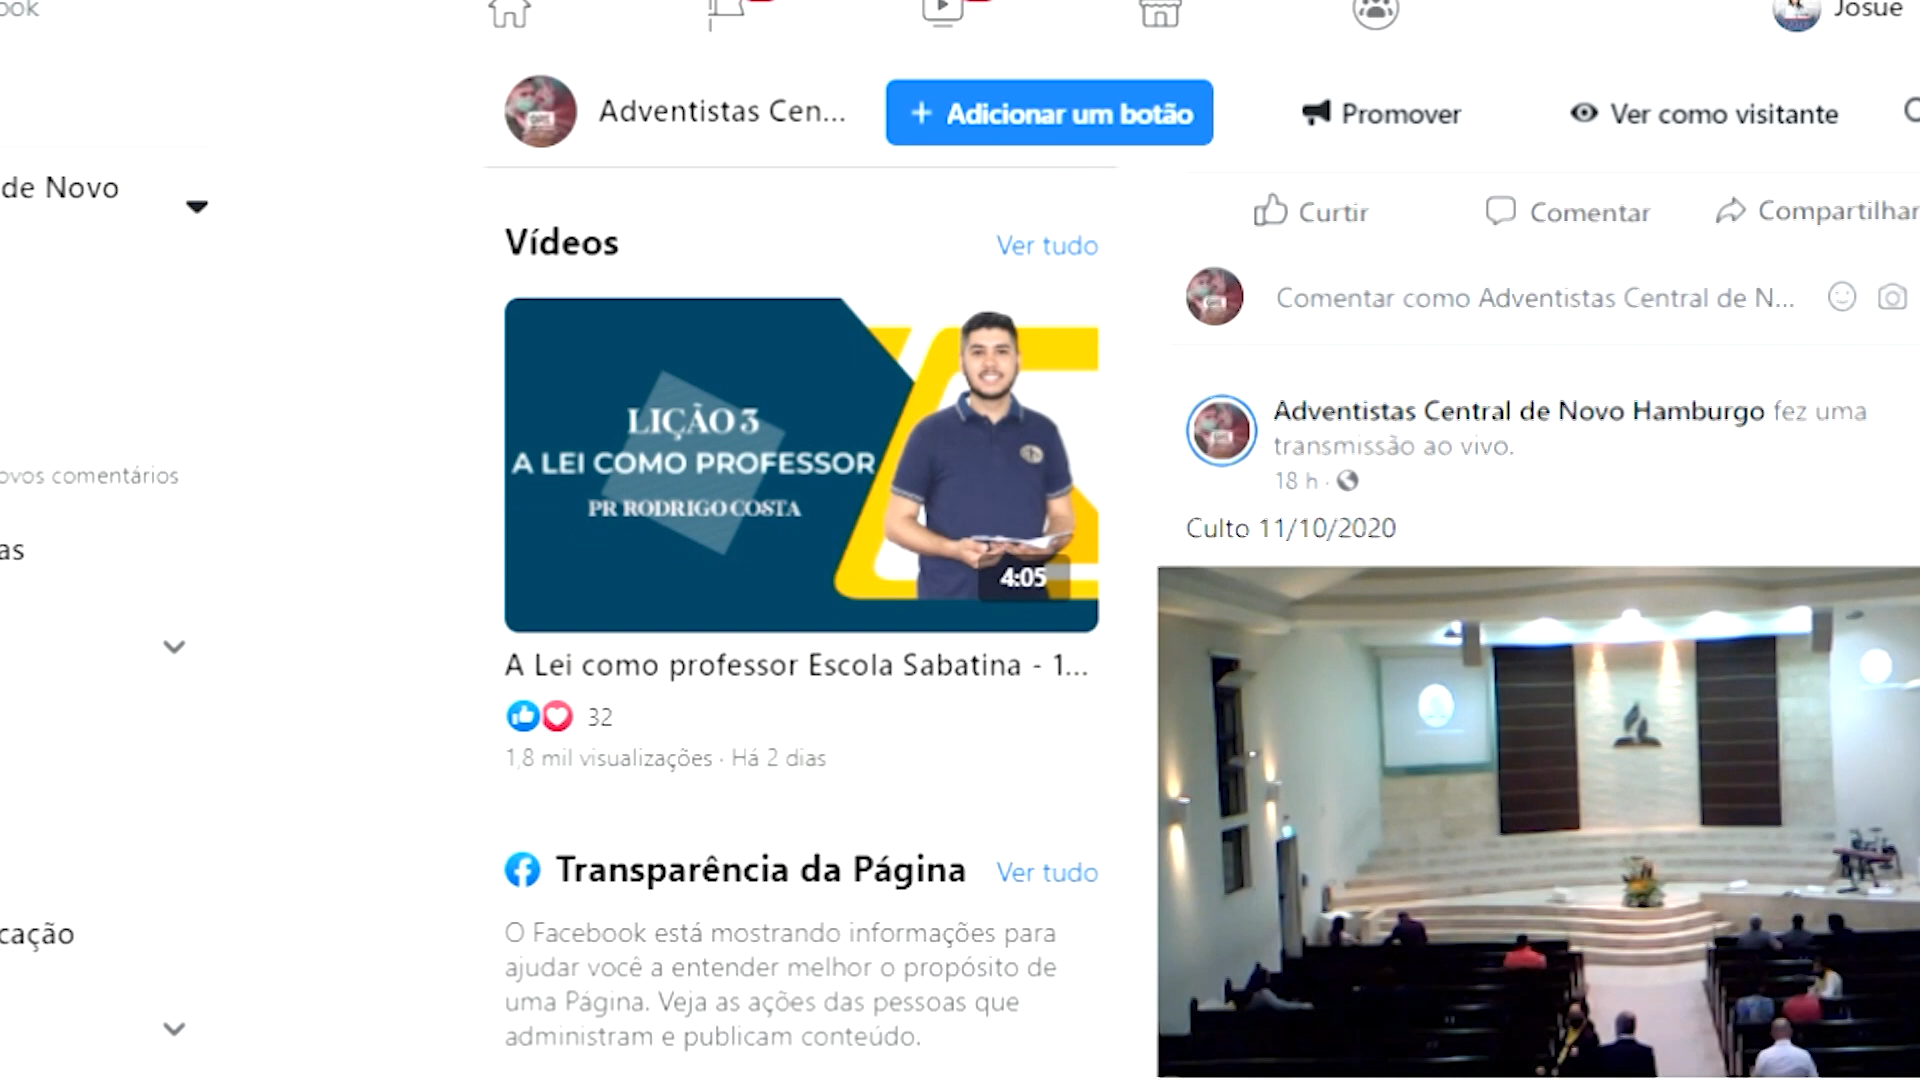 ook
Josue
Adventistas Cen...
+ Adicionar um botão
Promover
Ver como visitante
de Novo
ovos comentários
as
cação
Vídeos
Ver tudo
LIÇÃO 3
A LEI COMO PROFESSOR
PR RODRIGO COSTA
4:05
A Lei como professor Escola Sabatina - 1...
32
1,8 mil visualizações · Há 2 dias
Transparência da Página
Ver tudo
O Facebook está mostrando informações para
ajudar você a entender melhor o propósito de
uma Página. Veja as ações das pessoas que
administram e publicam conteúdo.
Curtir
Comentar
Compartilhar
Comentar como Adventistas Central de N...
Adventistas Central de Novo Hamburgo fez uma
transmissão ao vivo.
18 h ·
Culto 11/10/2020